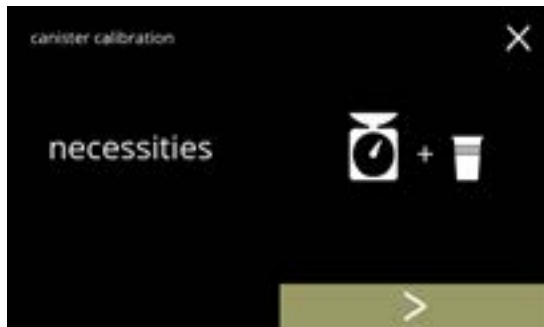 canister calibration
necessities
+
>